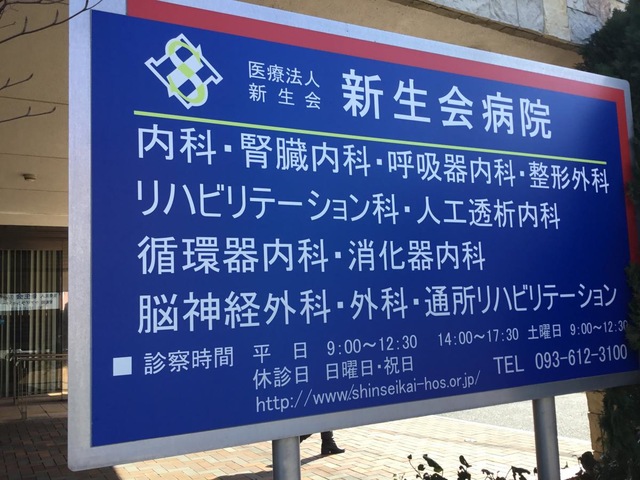 医療法人
新生会
新生会病院
内科・腎臓内科・呼吸器内科・整形外科
リハビリテーション科・人工透析内科
循環器内科・消化器内科
脳神経外科・外科・通所リハビリテーション
■ 診察時間 平日 9:00～12:30 14:00～17:30 土曜日 9:00～12:30
休診日 日曜日・祝日
TEL 093-612-3100
http://www/shinseikai-hos.or.jp/